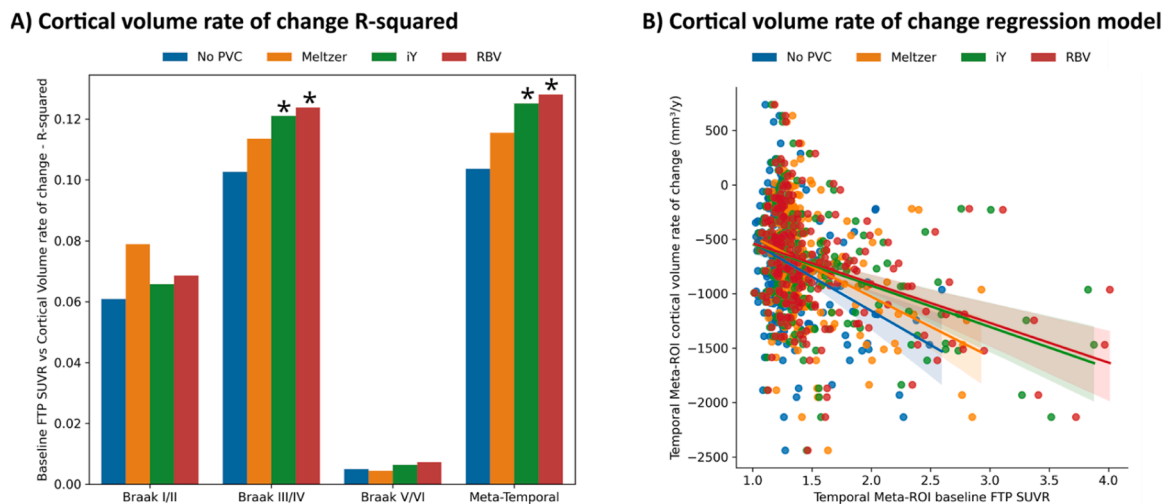 A) Cortical volume rate of change R-squared
No PVC Meltzer iY RBV
Baseline FTP SUVR vs Cortical Volume rate of change - R-squared
0.12
0.10
0.08
0.06
0.04
0.02
0.00
* * * *
Braak I/II Braak III/IV Braak V/VI Meta-Temporal
B) Cortical volume rate of change regression model
No PVC Meltzer iY RBV
Temporal Meta-ROI cortical volume rate of change (mm³/y)
500
0
−500
−1000
−1500
−2000
−2500
1.0 1.5 2.0 2.5 3.0 3.5 4.0
Temporal Meta-ROI baseline FTP SUVR